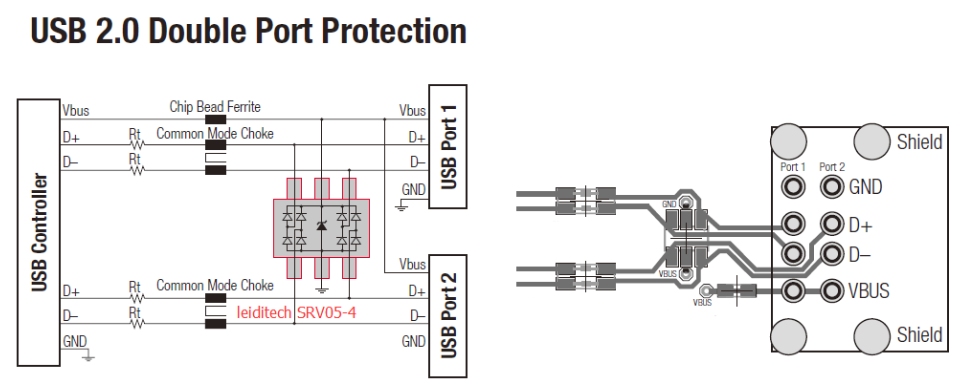 USB 2.0 Double Port Protection
USB Controller
Vbus
Chip Bead Ferrite
Vbus
D+
Rt
Common Mode Choke
D+
D–
Rt
D–
GND
USB Port 1
Vbus
D+
Rt
Common Mode Choke
D+
D–
Rt
leiditech SRV05-4
D–
GND
GND
USB Port 2
Shield
Port 1
Port 2
GND
GND
D+
D–
VBUS
VBUS
VBUS
Shield